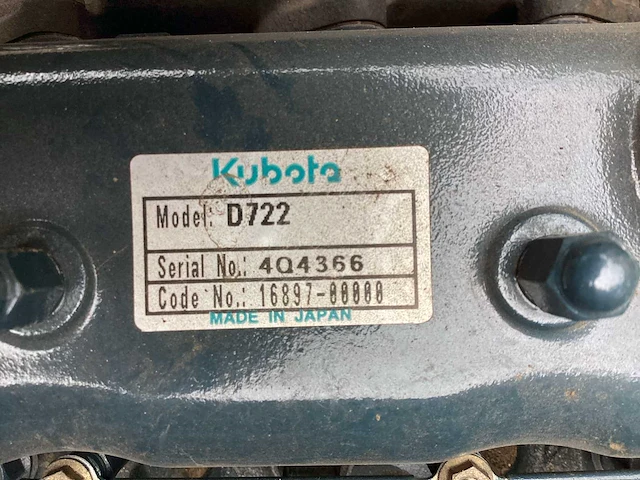 Kubota
Model: D722
Serial No.: 4Q4366
Code No.: 16897-00000
MADE IN JAPAN